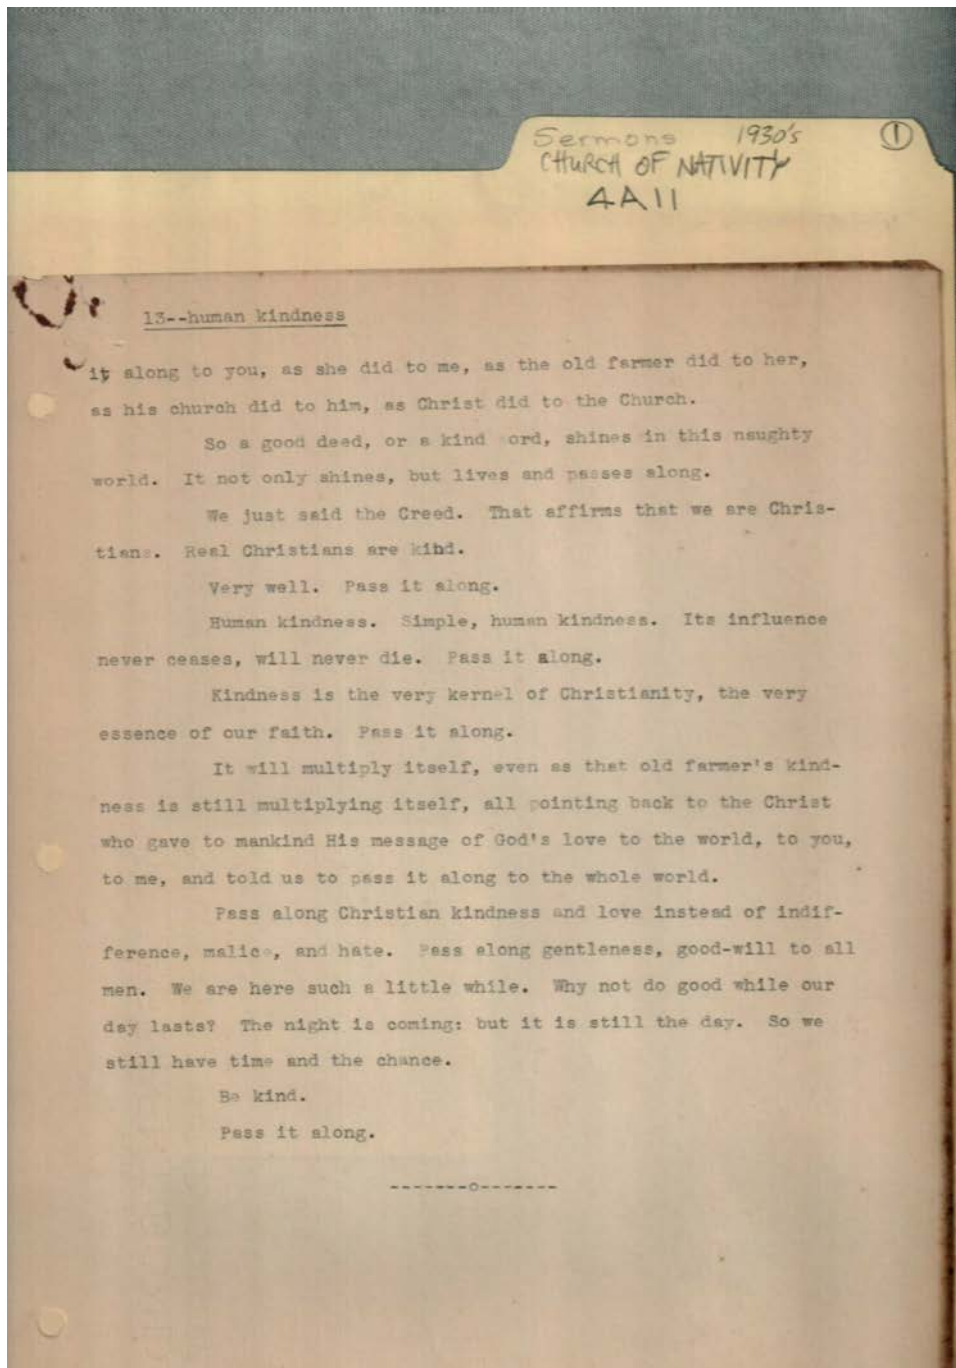 Sermons 1930's ①
CHURCH OF NATIVITY
4A11
13--human kindness
it along to you, as she did to me, as the old farmer did to her,
as his church did to him, as Christ did to the Church.
So a good deed, or a kind ord, shines in this naughty
world. It not only shines, but lives and passes along.
We just said the Creed. That affirms that we are Chris-
tians. Real Christians are kind.
Very well. Pass it along.
Human kindness. Simple, human kindness. Its influence
never ceases, will never die. Pass it along.
Kindness is the very kernel of Christianity, the very
essence of our faith. Pass it along.
It will multiply itself, even as that old farmer's kind-
ness is still multiplying itself, all pointing back to the Christ
who gave to mankind His message of God's love to the world, to you,
to me, and told us to pass it along to the whole world.
Pass along Christian kindness and love instead of indif-
ference, malice, and hate. Pass along gentleness, good-will to all
men. We are here such a little while. Why not do good while our
day lasts? The night is coming: but it is still the day. So we
still have time and the chance.
Be kind.
Pass it along.
-------o-------